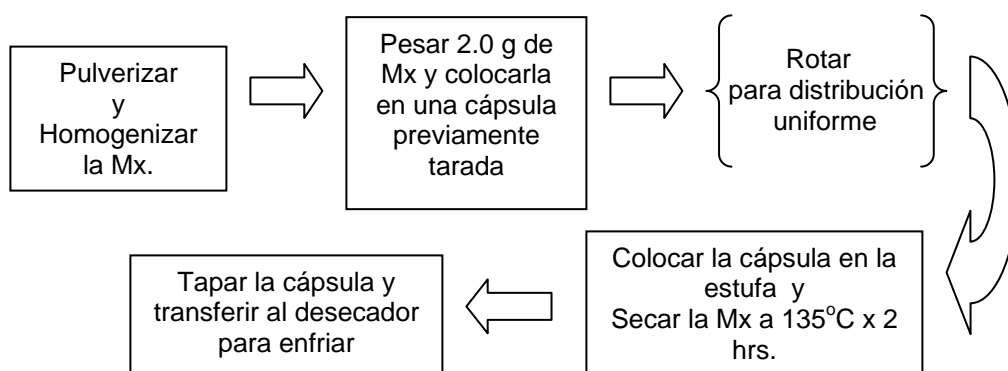 Pulverizar
y
Homogenizar
la Mx.
Pesar 2.0 g de
Mx y colocarla
en una cápsula
previamente
tarada
Rotar
para distribución
uniforme
Colocar la cápsula en la
estufa y
Secar la Mx a 135°C x 2
hrs.
Tapar la cápsula y
transferir al desecador
para enfriar